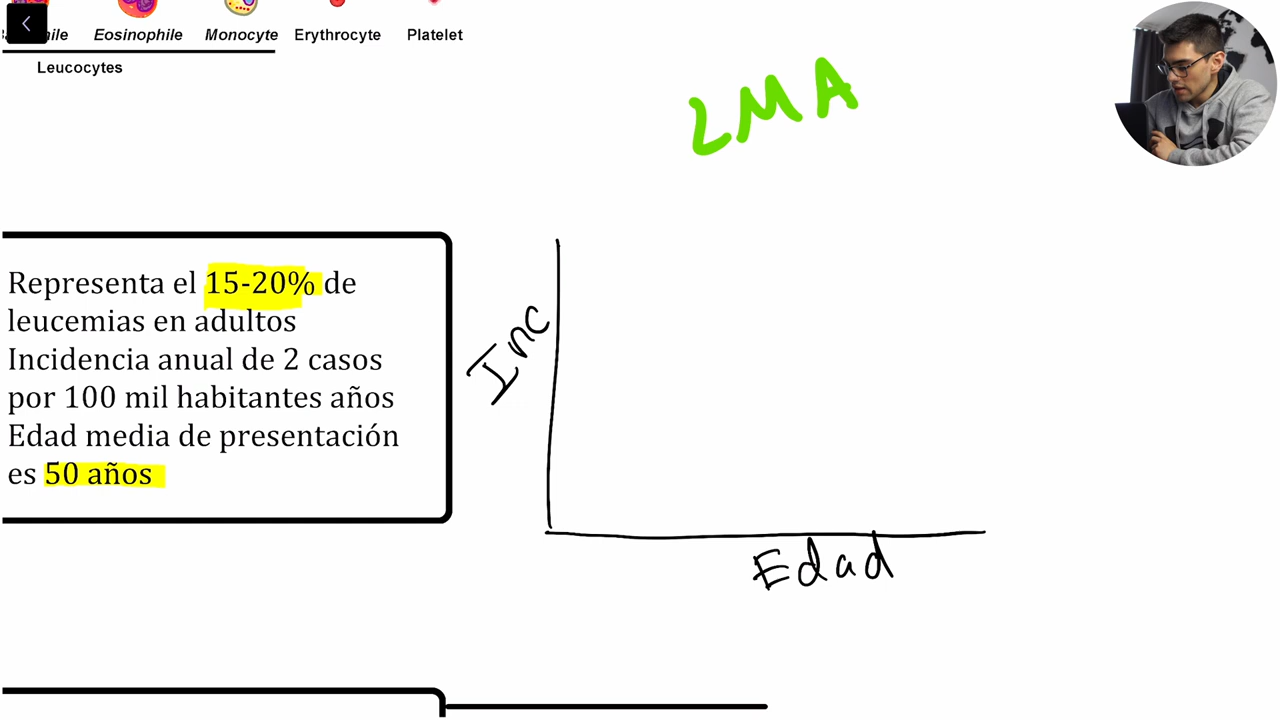 Eosinophile Monocyte Erythrocyte Platelet
Leucocytes
LMA
Representa el 15-20% de
leucemias en adultos
Incidencia anual de 2 casos
por 100 mil habitantes años
Edad media de presentación
es 50 años
Inc
Edad